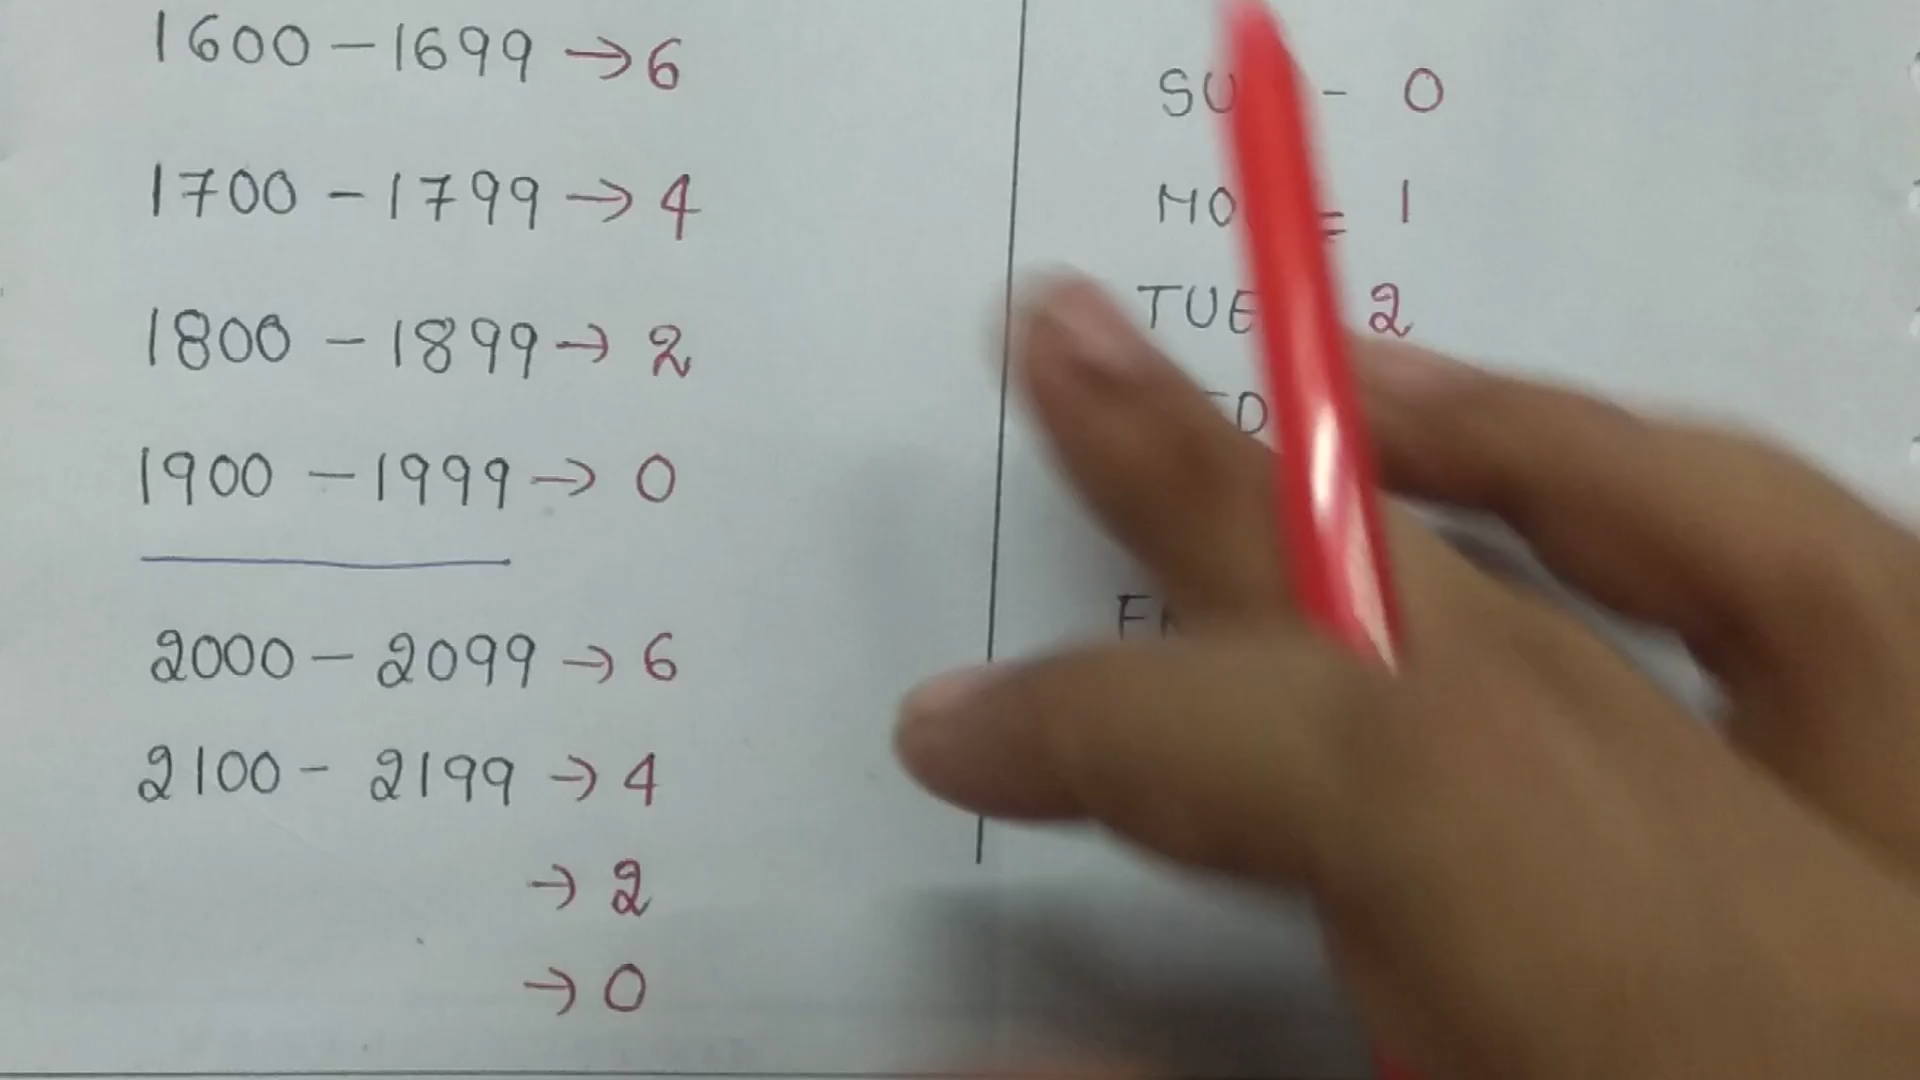 1600 - 1699 → 6
1700 - 1799 → 4
1800 - 1899 → 2
1900 - 1999 → 0
2000 - 2099 → 6
2100 - 2199 → 4
→ 2
→ 0
SU - 0
MO = 1
TUE 2